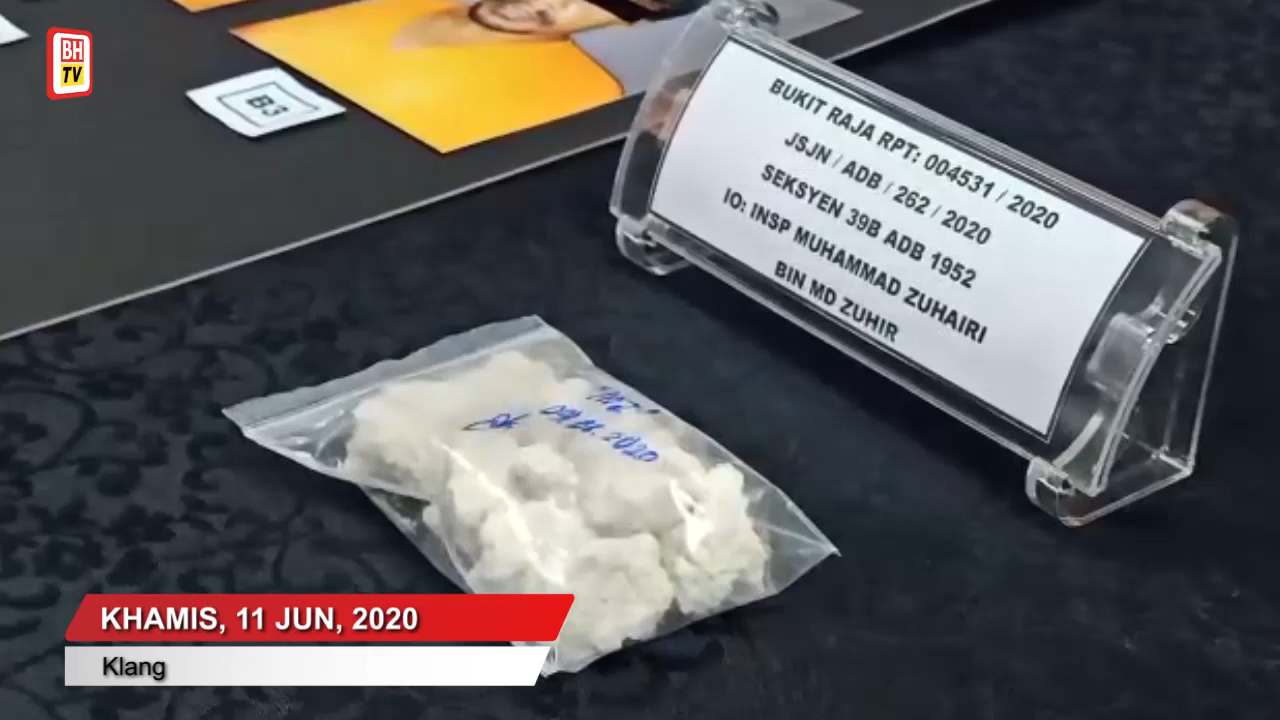 BH
TV
B3
BUKIT RAJA RPT: 004531 / 2020
JSJN / ADB / 262 / 2020
SEKSYEN 39B ADB 1952
IO: INSP MUHAMMAD ZUHAIRI
BIN MD ZUHIR
KHAMIS, 11 JUN, 2020
Klang